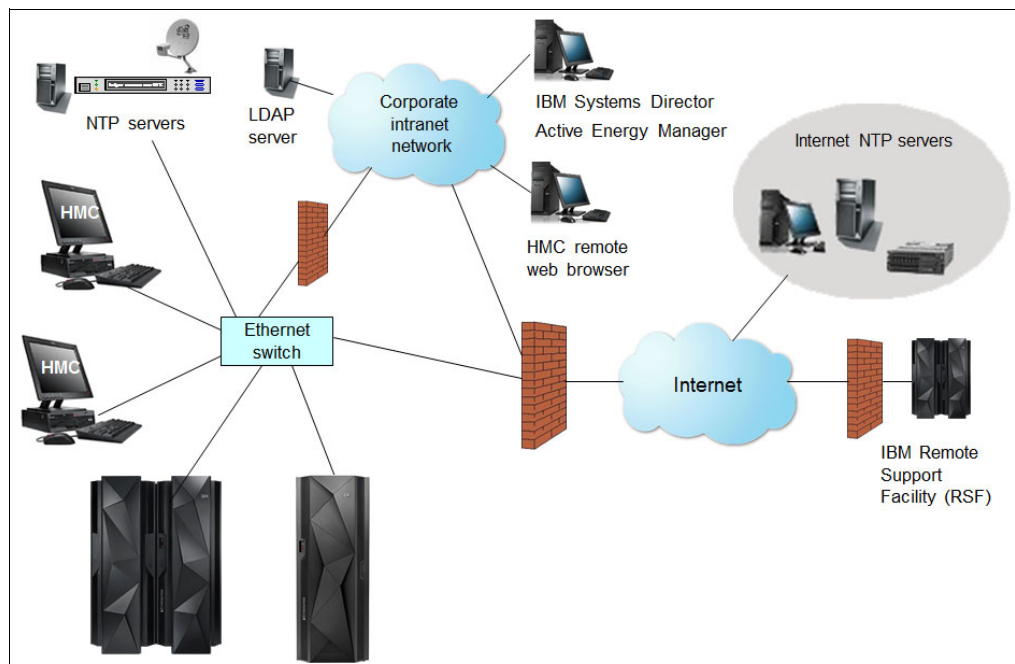 NTP servers
LDAP
server
Corporate
intranet
network
IBM Systems Director
Active Energy Manager
Internet NTP servers
HMC
HMC remote
web browser
Ethernet
switch
HMC
Internet
IBM Remote
Support
Facility (RSF)